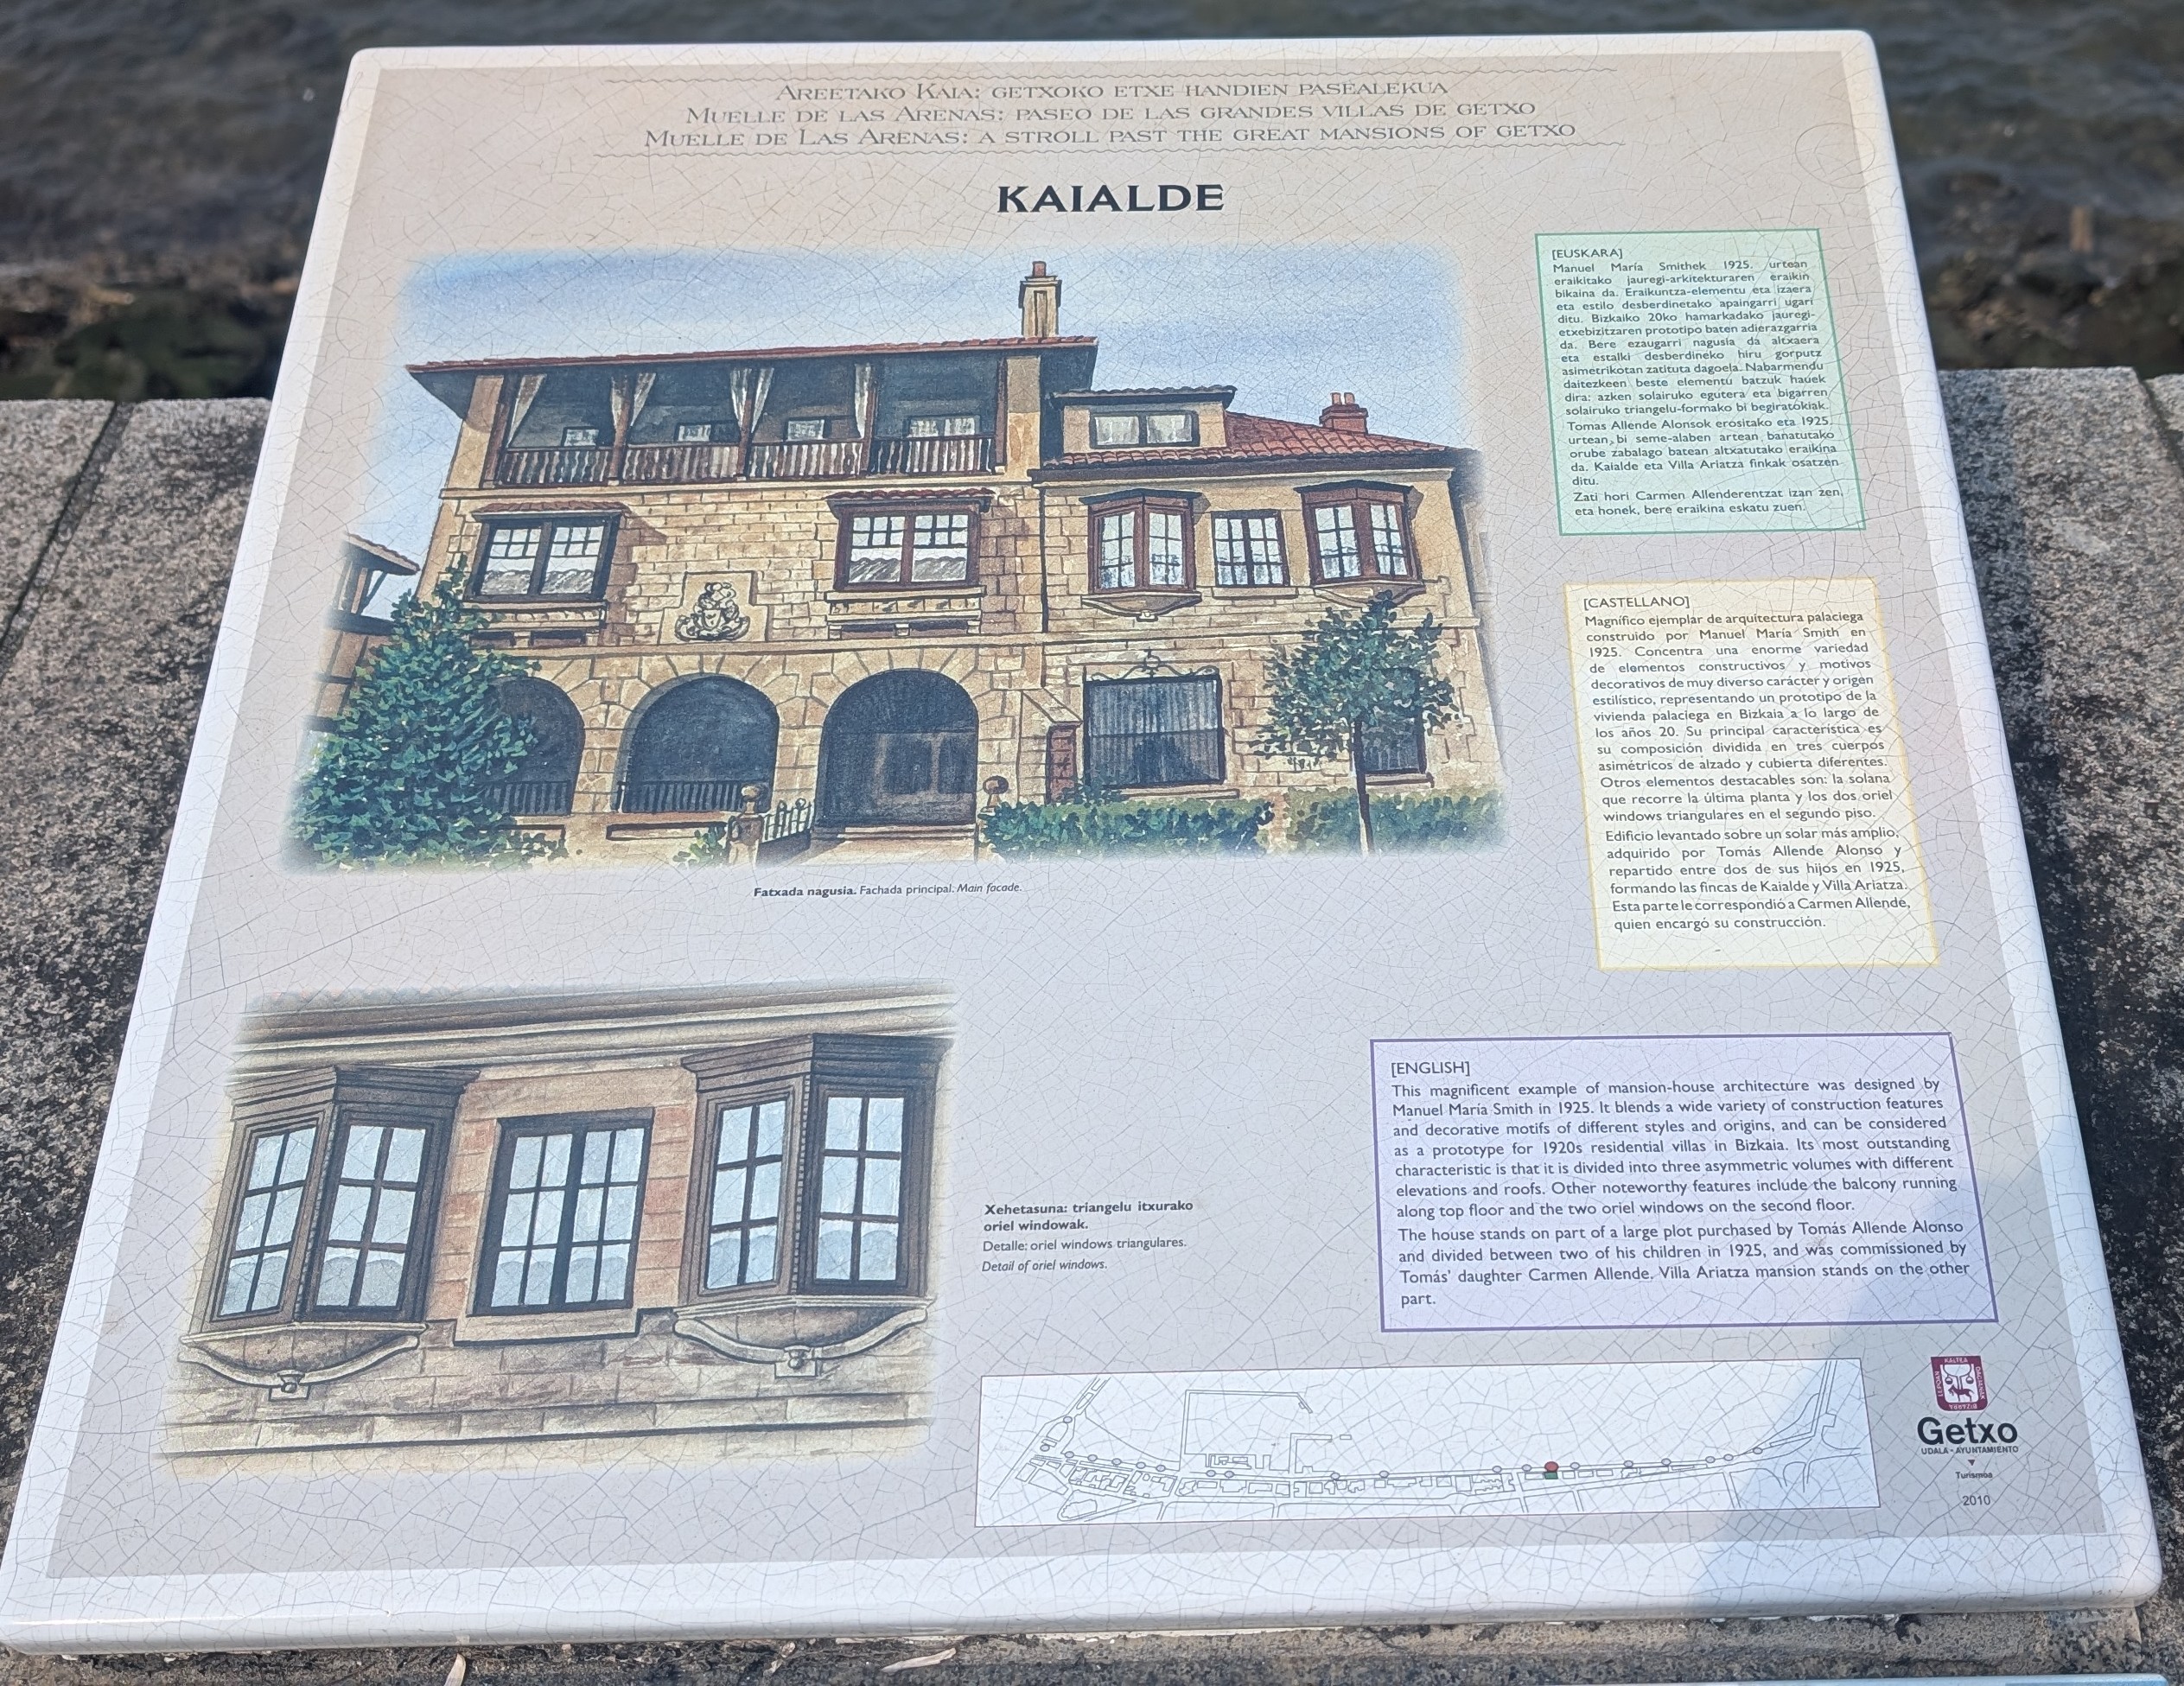 AREETAKO KAIA: GETXOKO ETXE HANDIEN PASEALEKUA
MUELLE DE LAS ARENAS: PASEO DE LAS GRANDES VILLAS DE GETXO
MUELLE DE LAS ARENAS: A STROLL PAST THE GREAT MANSIONS OF GETXO
KAIALDE
[EUSKARA]
Manuel María Smithek 1925. urtean
eraikitako jauregi-arkitekturaren eraikin
bikaina da. Eraikuntza-elementu eta izaera
eta estilo desberdinetako apaingarri ugari
ditu. Bizkaiko 20ko hamarkadako jauregi-
etxebizitzaren prototipo baten adierazgarria
da. Bere ezaugarri nagusia da altxaera
eta estalki desberdineko hiru gorputz
asimetrikotan zatituta dagoela. Nabarmendu
daitezkeen beste elementu batzuk hauek
dira: azken solairuko egutera eta bigarren
solairuko triangelu-formako bi begiratokiak.
Tomas Allende Alonsok erositako eta 1925.
urtean bi seme-alaben artean banatutako
orube zabalago batean altxatutako eraikina
da. Kaialde eta Villa Ariatza finkak osatzen
ditu.
Zati hori Carmen Allenderentzat izan zen,
eta honek, bere eraikina eskatu zuen.
[CASTELLANO]
Magnífico ejemplar de arquitectura palaciega
construido por Manuel María Smith en
1925. Concentra una enorme variedad
de elementos constructivos y motivos
decorativos de muy diverso carácter y origen
estilístico, representando un prototipo de la
vivienda palaciega en Bizkaia a lo largo de
los años 20. Su principal característica es
su composición dividida en tres cuerpos
asimétricos de alzado y cubierta diferentes.
Otros elementos destacables son: la solana
que recorre la última planta y los dos oriel
windows triangulares en el segundo piso.
Edificio levantado sobre un solar más amplio,
adquirido por Tomás Allende Alonso y
repartido entre dos de sus hijos en 1925,
formando las fincas de Kaialde y Villa Ariatza.
Esta parte le correspondió a Carmen Allende,
quien encargó su construcción.
Fatxada nagusia. Fachada principal. Main facade.
[ENGLISH]
This magnificent example of mansion-house architecture was designed by
Manuel María Smith in 1925. It blends a wide variety of construction features
and decorative motifs of different styles and origins, and can be considered
as a prototype for 1920s residential villas in Bizkaia. Its most outstanding
characteristic is that it is divided into three asymmetric volumes with different
elevations and roofs. Other noteworthy features include the balcony running
along top floor and the two oriel windows on the second floor.
The house stands on part of a large plot purchased by Tomás Allende Alonso
and divided between two of his children in 1925, and was commissioned by
Tomás' daughter Carmen Allende. Villa Ariatza mansion stands on the other
part.
Xehetasuna: triangelu itxurako
oriel windowak.
Detalle: oriel windows triangulares.
Detail of oriel windows.
Getxo
UDALA - AYUNTAMIENTO
Turismoa
2010